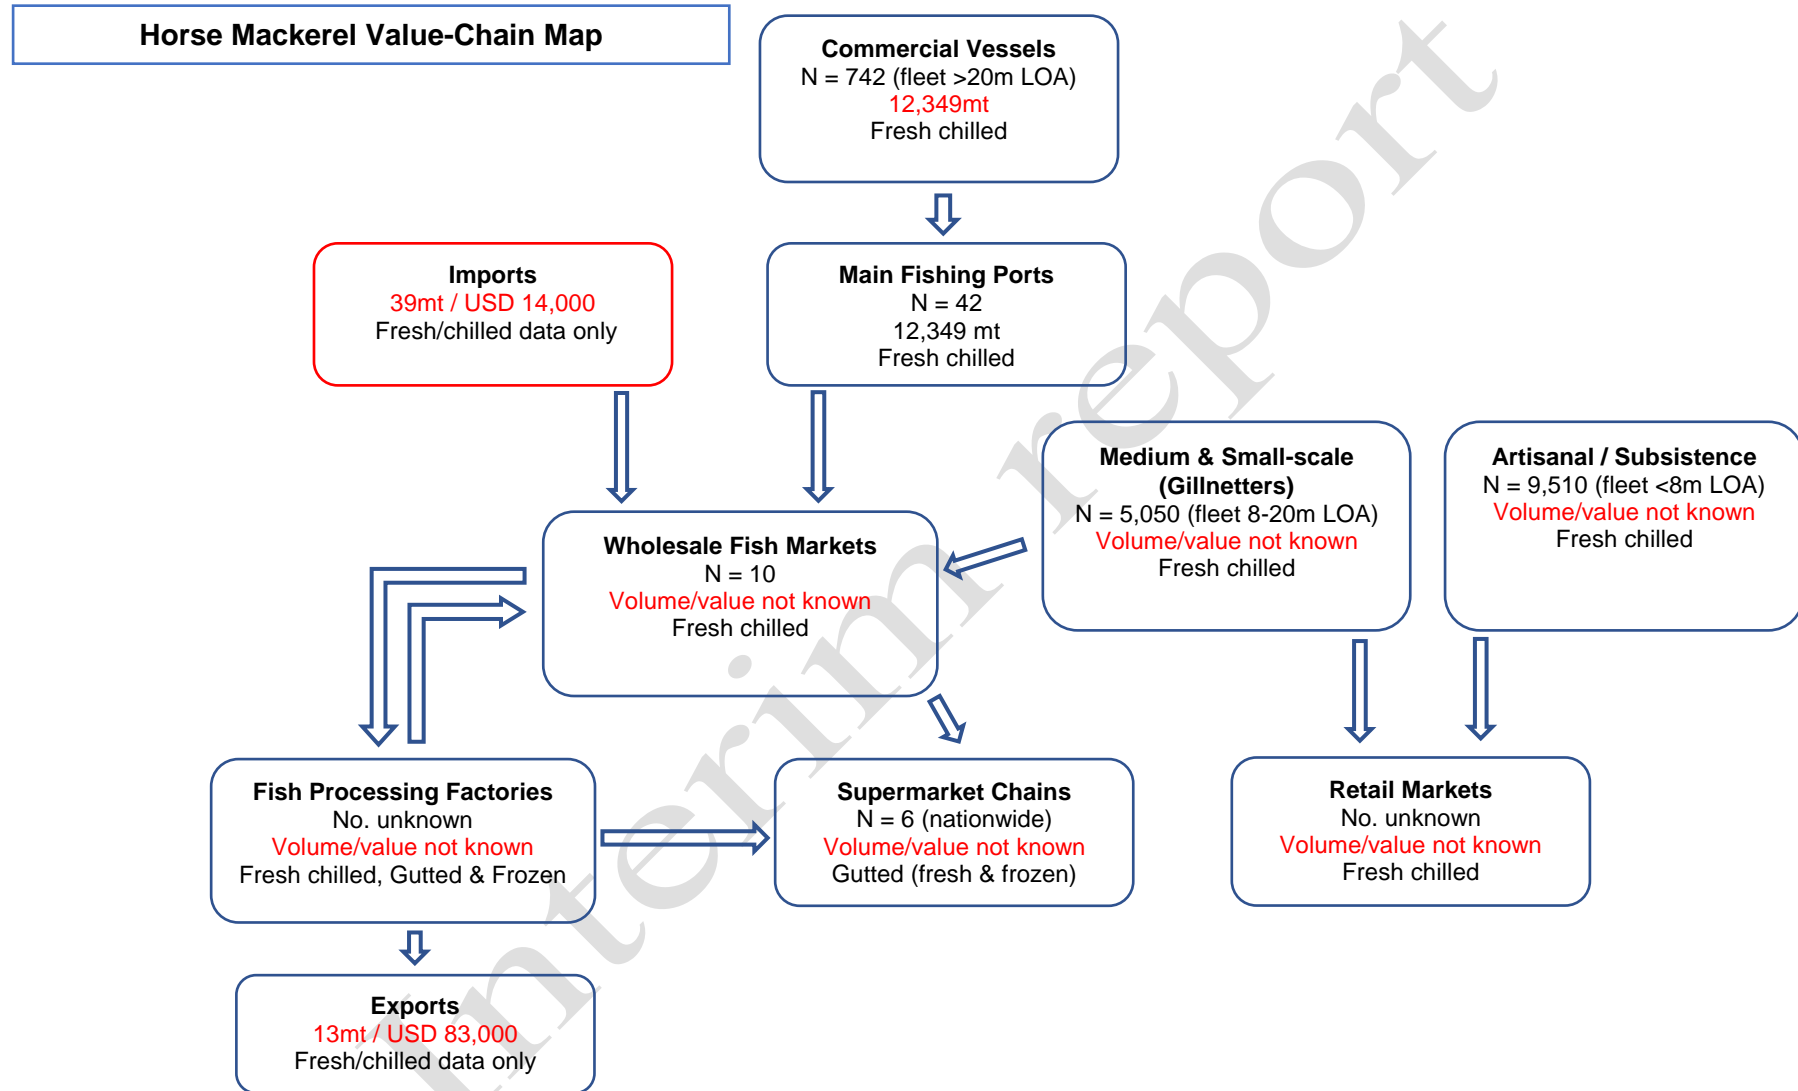 Horse Mackerel Value-Chain Map
Commercial Vessels
N = 742 (fleet >20m LOA)
12,349mt
Fresh chilled
Imports
39mt / USD 14,000
Fresh/chilled data only
Main Fishing Ports
N = 42
12,349 mt
Fresh chilled
Medium & Small-scale
(Gillnetters)
N = 5,050 (fleet 8-20m LOA)
Volume/value not known
Fresh chilled
Artisanal / Subsistence
N = 9,510 (fleet <8m LOA)
Volume/value not known
Fresh chilled
Wholesale Fish Markets
N = 10
Volume/value not known
Fresh chilled
Fish Processing Factories
No. unknown
Volume/value not known
Fresh chilled, Gutted & Frozen
Supermarket Chains
N = 6 (nationwide)
Volume/value not known
Gutted (fresh & frozen)
Retail Markets
No. unknown
Volume/value not known
Fresh chilled
Exports
13mt / USD 83,000
Fresh/chilled data only
Interim report